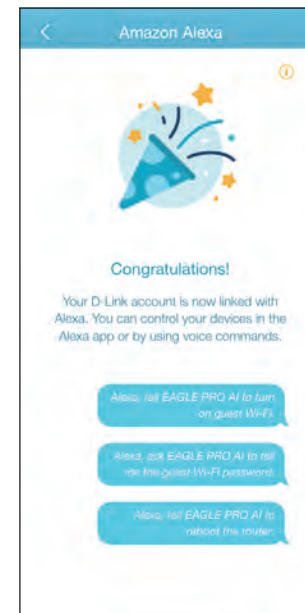 Amazon Alexa
Congratulations!
Your D-Link account is now linked with
Alexa. You can control your devices in the
Alexa app or by using voice commands.
Alexa, tell EAGLE PRO AI to turn
on guest Wi-Fi.
Alexa, ask EAGLE PRO AI to tell
me the guest Wi-Fi password.
Alexa, tell EAGLE PRO AI to
reboot the router.